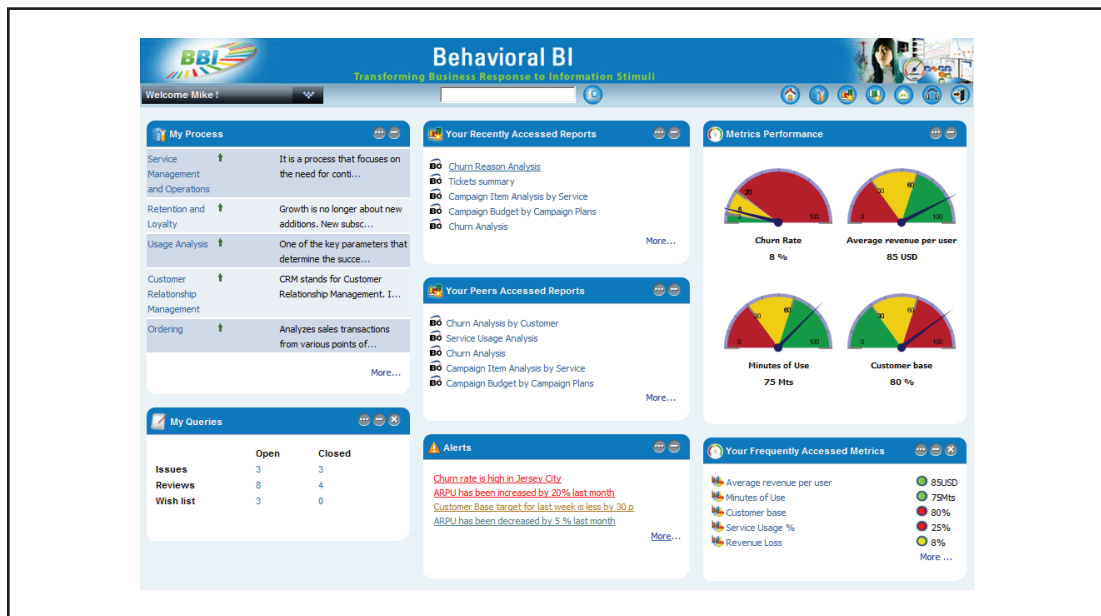 BBI
Behavioral BI
Transforming Business Response to Information Stimuli
Welcome Mike !
My Process
Service
Management
and Operations
It is a process that focuses on
the need for conti...
Retention and
Loyalty
Growth is no longer about new
additions. New subsc...
Usage Analysis
One of the key parameters that
determine the succe...
Customer
Relationship
Management
CRM stands for Customer
Relationship Management. I...
Ordering
Analyzes sales transactions
from various points of...
More...
My Queries
Open Closed
Issues 3 3
Reviews 8 4
Wish list 3 0
Your Recently Accessed Reports
BO Churn Reason Analysis
BO Tickets summary
BO Campaign Item Analysis by Service
BO Campaign Budget by Campaign Plans
BO Churn Analysis
More...
Your Peers Accessed Reports
BO Churn Analysis by Customer
BO Service Usage Analysis
BO Churn Analysis
BO Campaign Item Analysis by Service
BO Campaign Budget by Campaign Plans
More...
Alerts
Churn rate is high in Jersey City
ARPU has been increased by 20% last month
Customer Base target for last week is less by 30 p
ARPU has been decreased by 5 % last month
More...
Metrics Performance
0 100
Churn Rate
8 %
0 30 60 100
Average revenue per user
85 USD
0 30 60 100
Minutes of Use
75 Mts
0 30 60 100
Customer base
80 %
Your Frequently Accessed Metrics
Average revenue per user 85USD
Minutes of Use 75Mts
Customer base 80%
Service Usage % 25%
Revenue Loss 8%
More ...